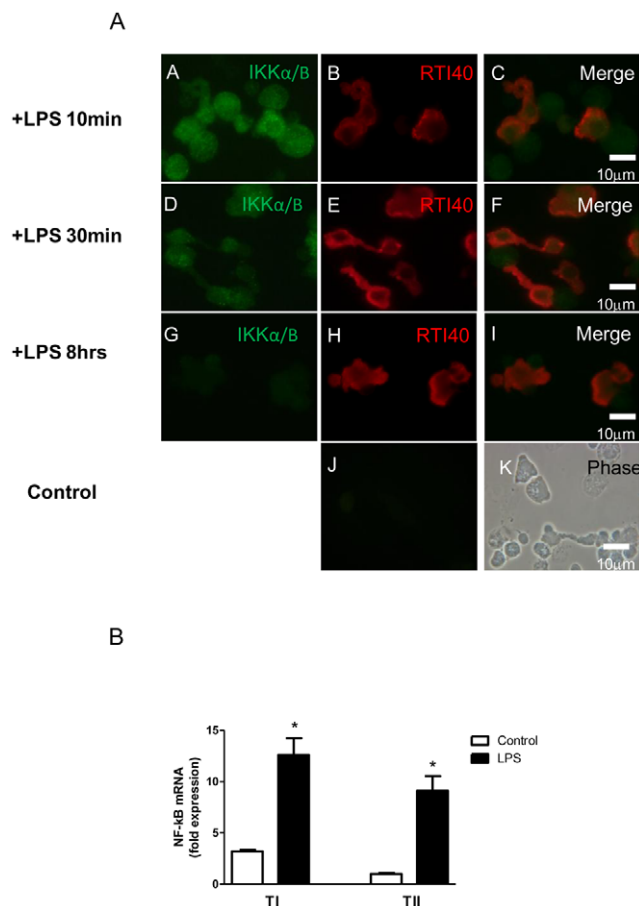 A
+LPS 10min
A IKKα/B
B RTI40
C Merge
10μm
+LPS 30min
D IKKα/B
E RTI40
F Merge
10μm
+LPS 8hrs
G IKKα/B
H RTI40
I Merge
10μm
Control
J
K Phase
10μm
B
NF-kB mRNA
(fold expression)
15
10
5
0
*
*
Control
LPS
TI
TII